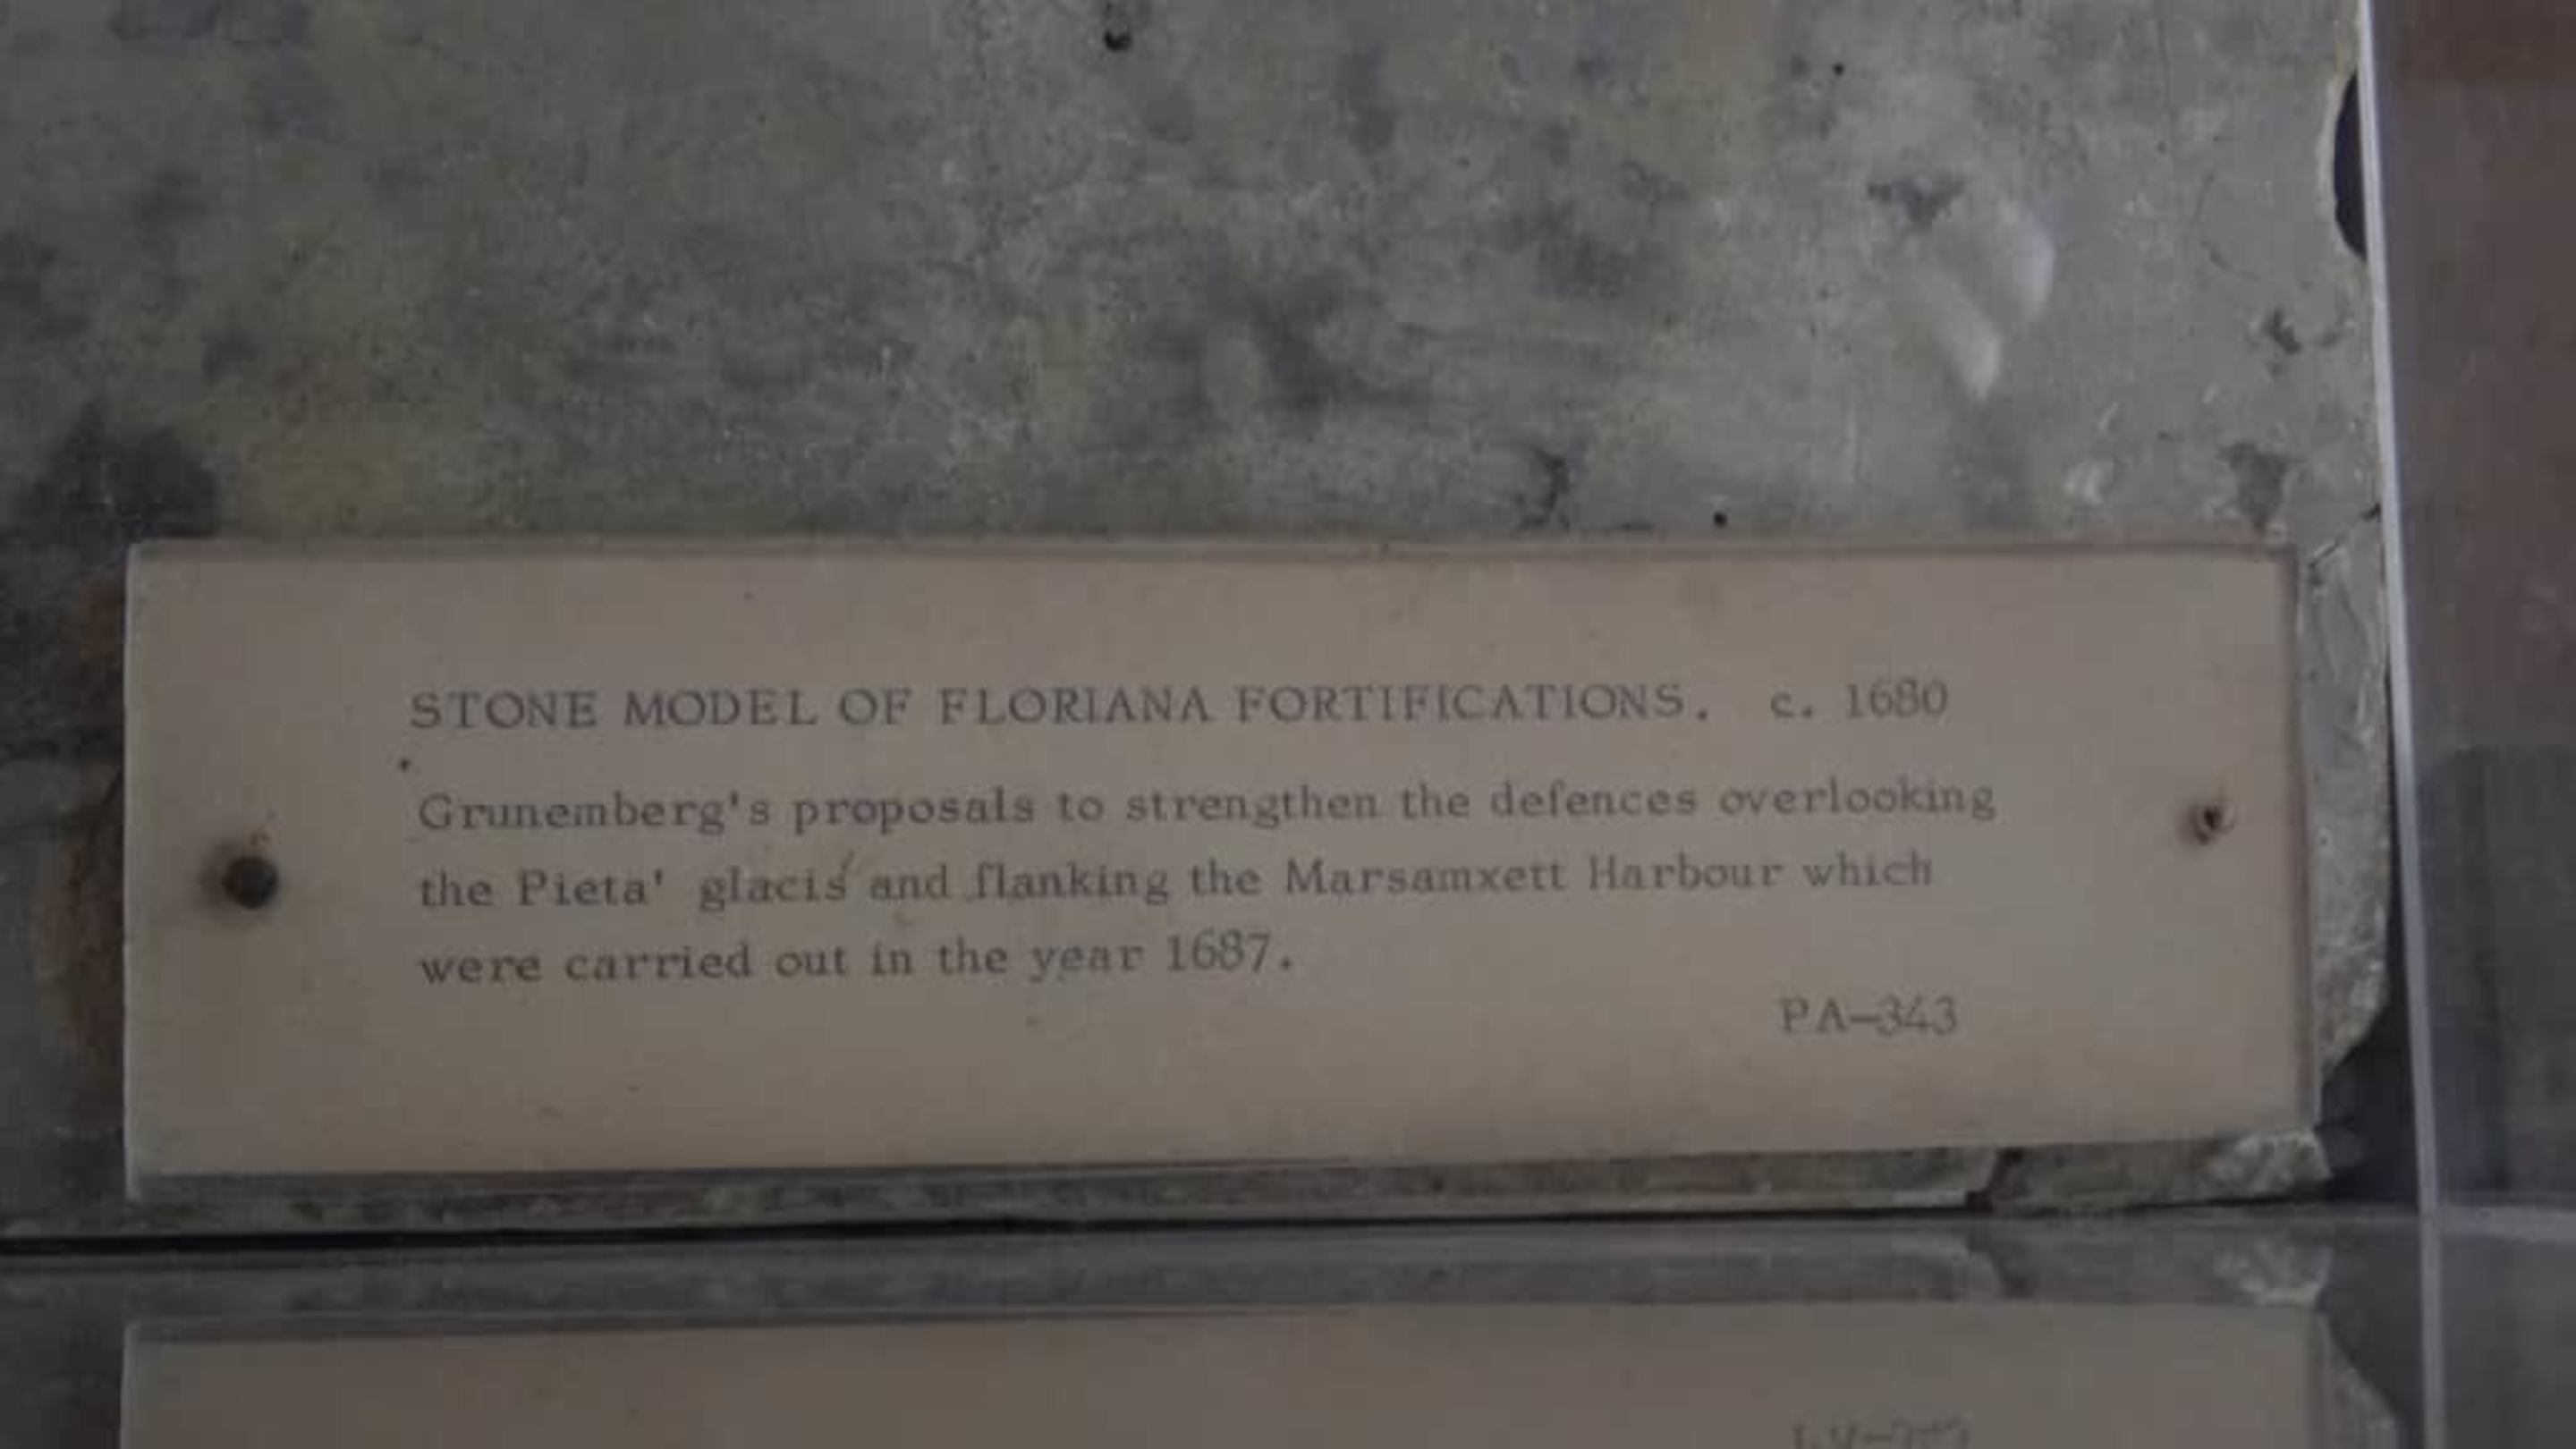 STONE MODEL OF FLORIANA FORTIFICATIONS. c. 1680
Grunemberg's proposals to strengthen the defences overlooking
the Pieta' glacis and flanking the Marsamxett Harbour which
were carried out in the year 1687.
PA-343